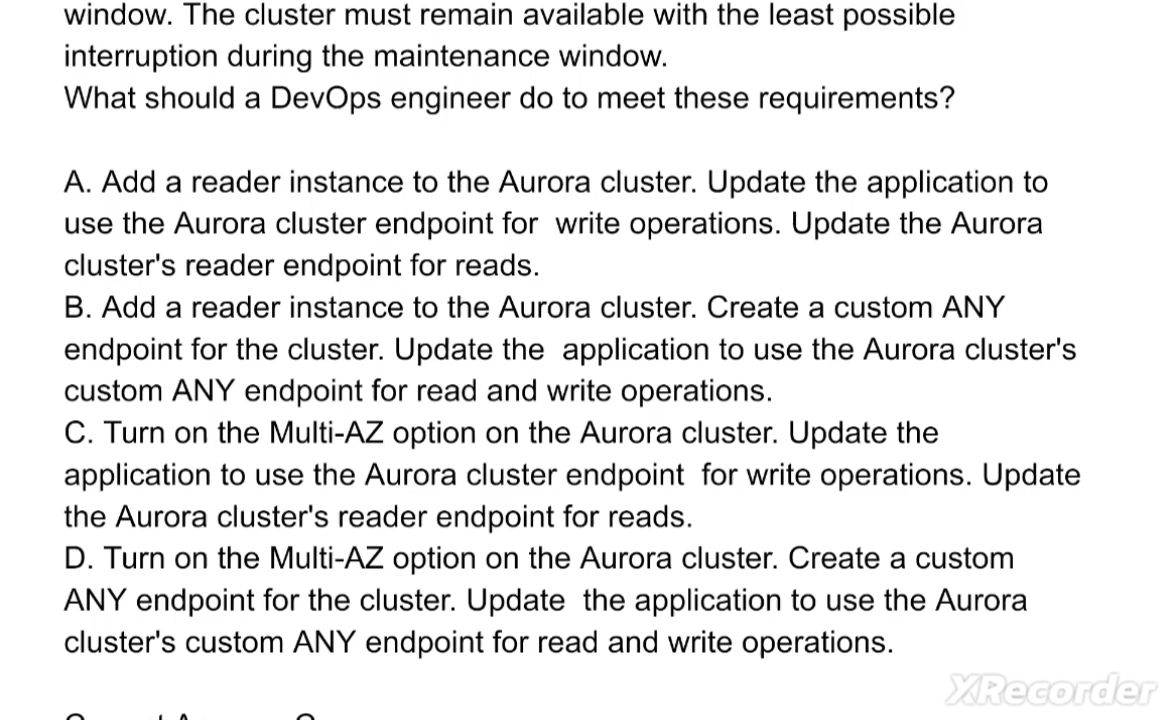 window. The cluster must remain available with the least possible
interruption during the maintenance window.
What should a DevOps engineer do to meet these requirements?
A. Add a reader instance to the Aurora cluster. Update the application to
use the Aurora cluster endpoint for  write operations. Update the Aurora
cluster's reader endpoint for reads.
B. Add a reader instance to the Aurora cluster. Create a custom ANY
endpoint for the cluster. Update the  application to use the Aurora cluster's
custom ANY endpoint for read and write operations.
C. Turn on the Multi-AZ option on the Aurora cluster. Update the
application to use the Aurora cluster endpoint  for write operations. Update
the Aurora cluster's reader endpoint for reads.
D. Turn on the Multi-AZ option on the Aurora cluster. Create a custom
ANY endpoint for the cluster. Update  the application to use the Aurora
cluster's custom ANY endpoint for read and write operations.
XRecorder